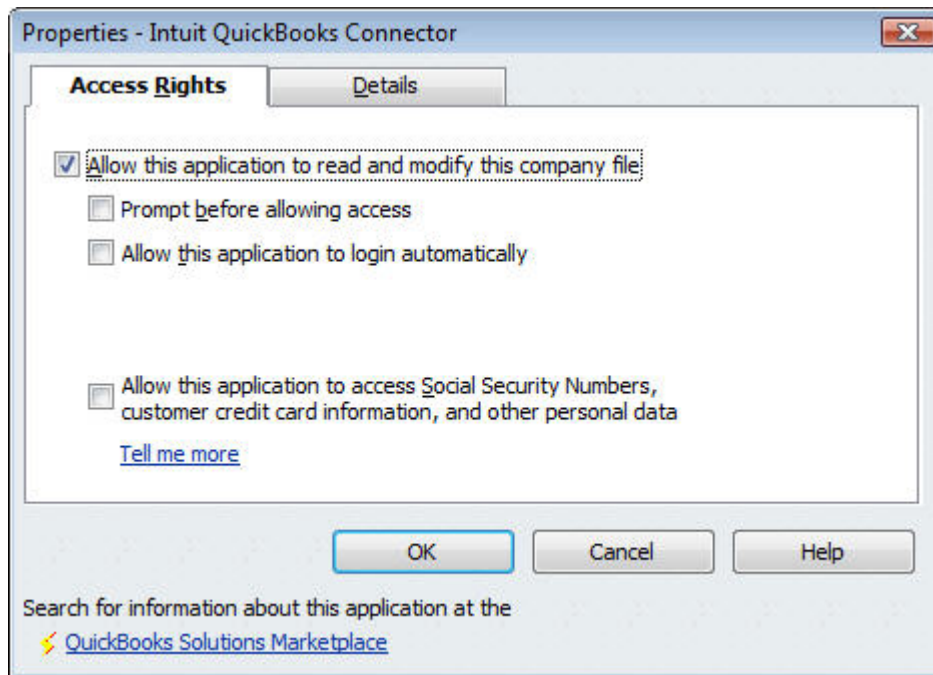 Properties - Intuit QuickBooks Connector
Access Rights
Details
Allow this application to read and modify this company file
Prompt before allowing access
Allow this application to login automatically
Allow this application to access Social Security Numbers,
customer credit card information, and other personal data
Tell me more
OK
Cancel
Help
Search for information about this application at the
QuickBooks Solutions Marketplace